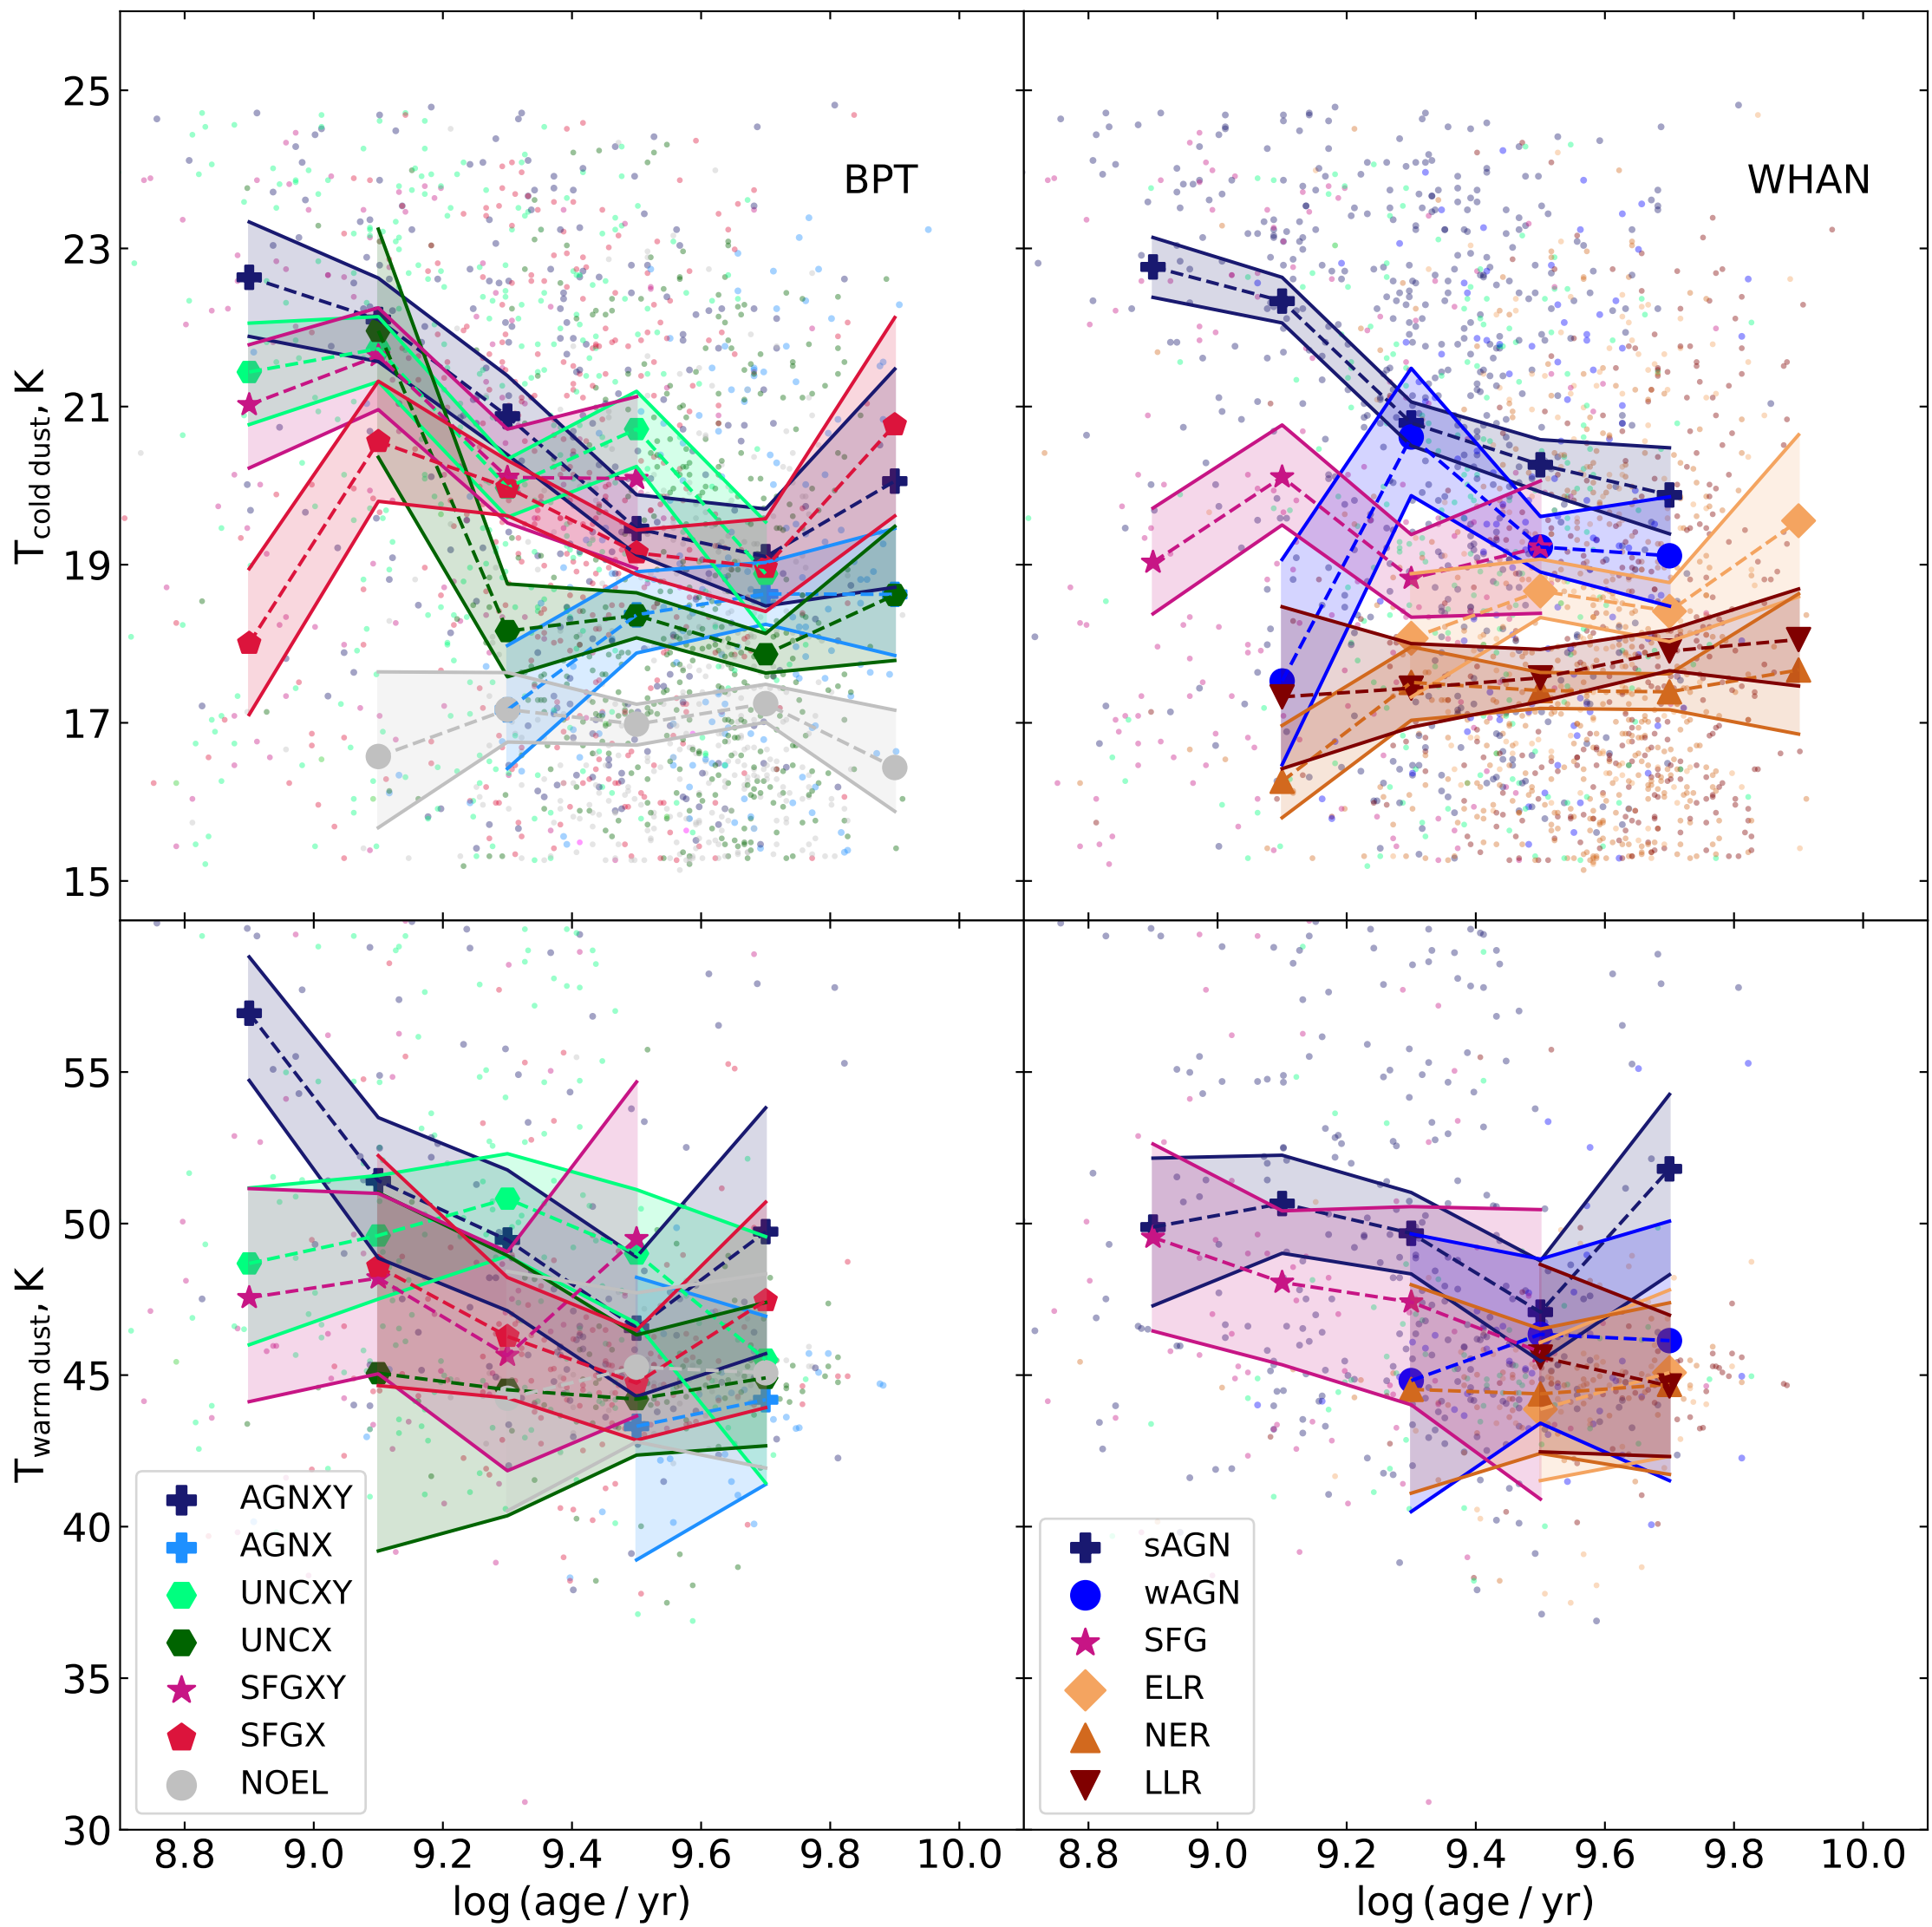 BPT
WHAN
25
23
21
19
17
15
T cold dust, K
55
50
45
40
35
30
T warm dust, K
AGNXY
AGNX
UNCXY
UNCX
SFGXY
SFGX
NOEL
sAGN
wAGN
SFG
ELR
NER
LLR
8.8 9.0 9.2 9.4 9.6 9.8 10.0
8.8 9.0 9.2 9.4 9.6 9.8 10.0
log (age / yr)
log (age / yr)